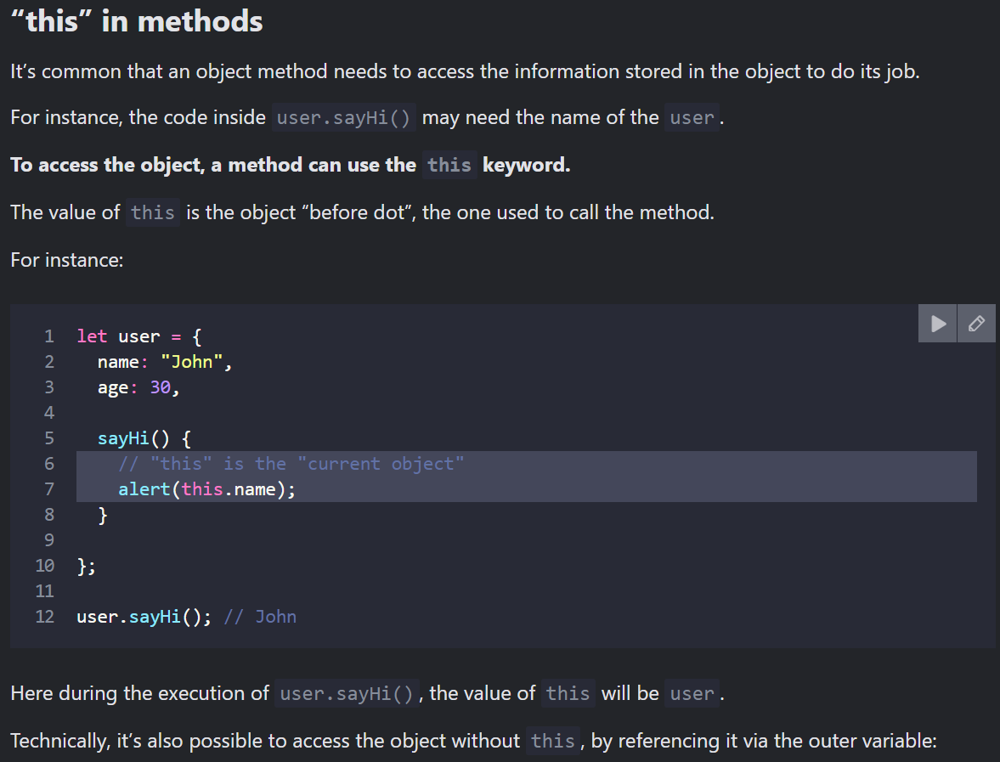 “this” in methods
It’s common that an object method needs to access the information stored in the object to do its job.
For instance, the code inside user.sayHi() may need the name of the user.
To access the object, a method can use the this keyword.
The value of this is the object “before dot”, the one used to call the method.
For instance:
1 let user = {
2   name: "John",
3   age: 30,
4
5   sayHi() {
6     // "this" is the "current object"
7     alert(this.name);
8   }
9
10 };
11
12 user.sayHi(); // John
Here during the execution of user.sayHi(), the value of this will be user.
Technically, it’s also possible to access the object without this, by referencing it via the outer variable: